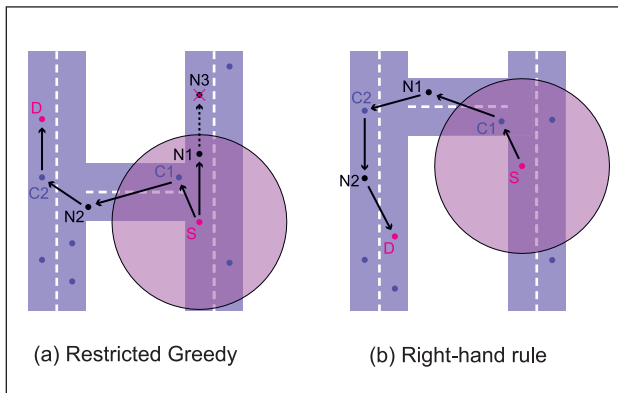 N3
D
N1
C1
C2
N2
S
(a) Restricted Greedy
N1
C2
C1
N2
S
D
(b) Right-hand rule